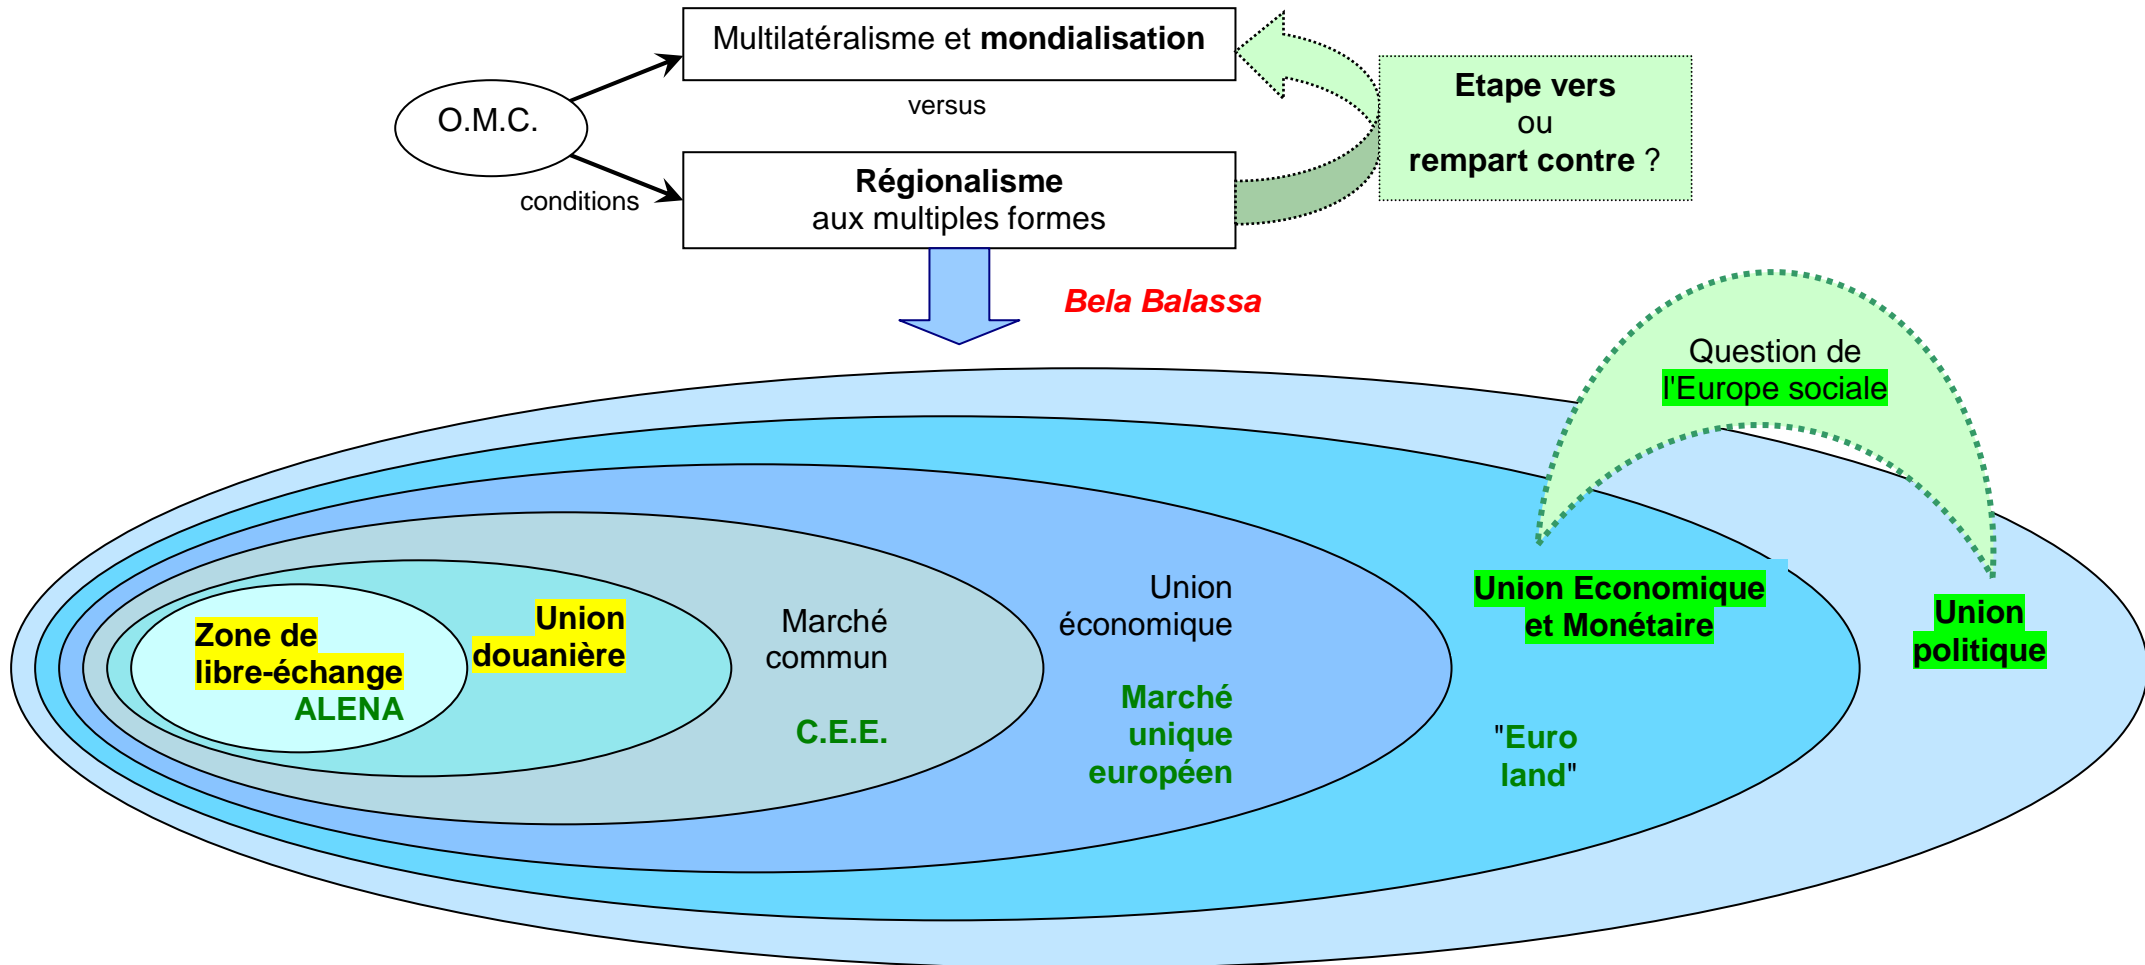 Multilatéralisme et mondialisation
O.M.C.
versus
conditions
Régionalisme
aux multiples formes
Etape vers
ou
rempart contre ?
Bela Balassa
Question de
l'Europe sociale
Zone de
libre-échange
ALENA
Union
douanière
Marché
commun
C.E.E.
Union
économique
Marché
unique
européen
Union Economique
et Monétaire
"Euro
land"
Union
politique